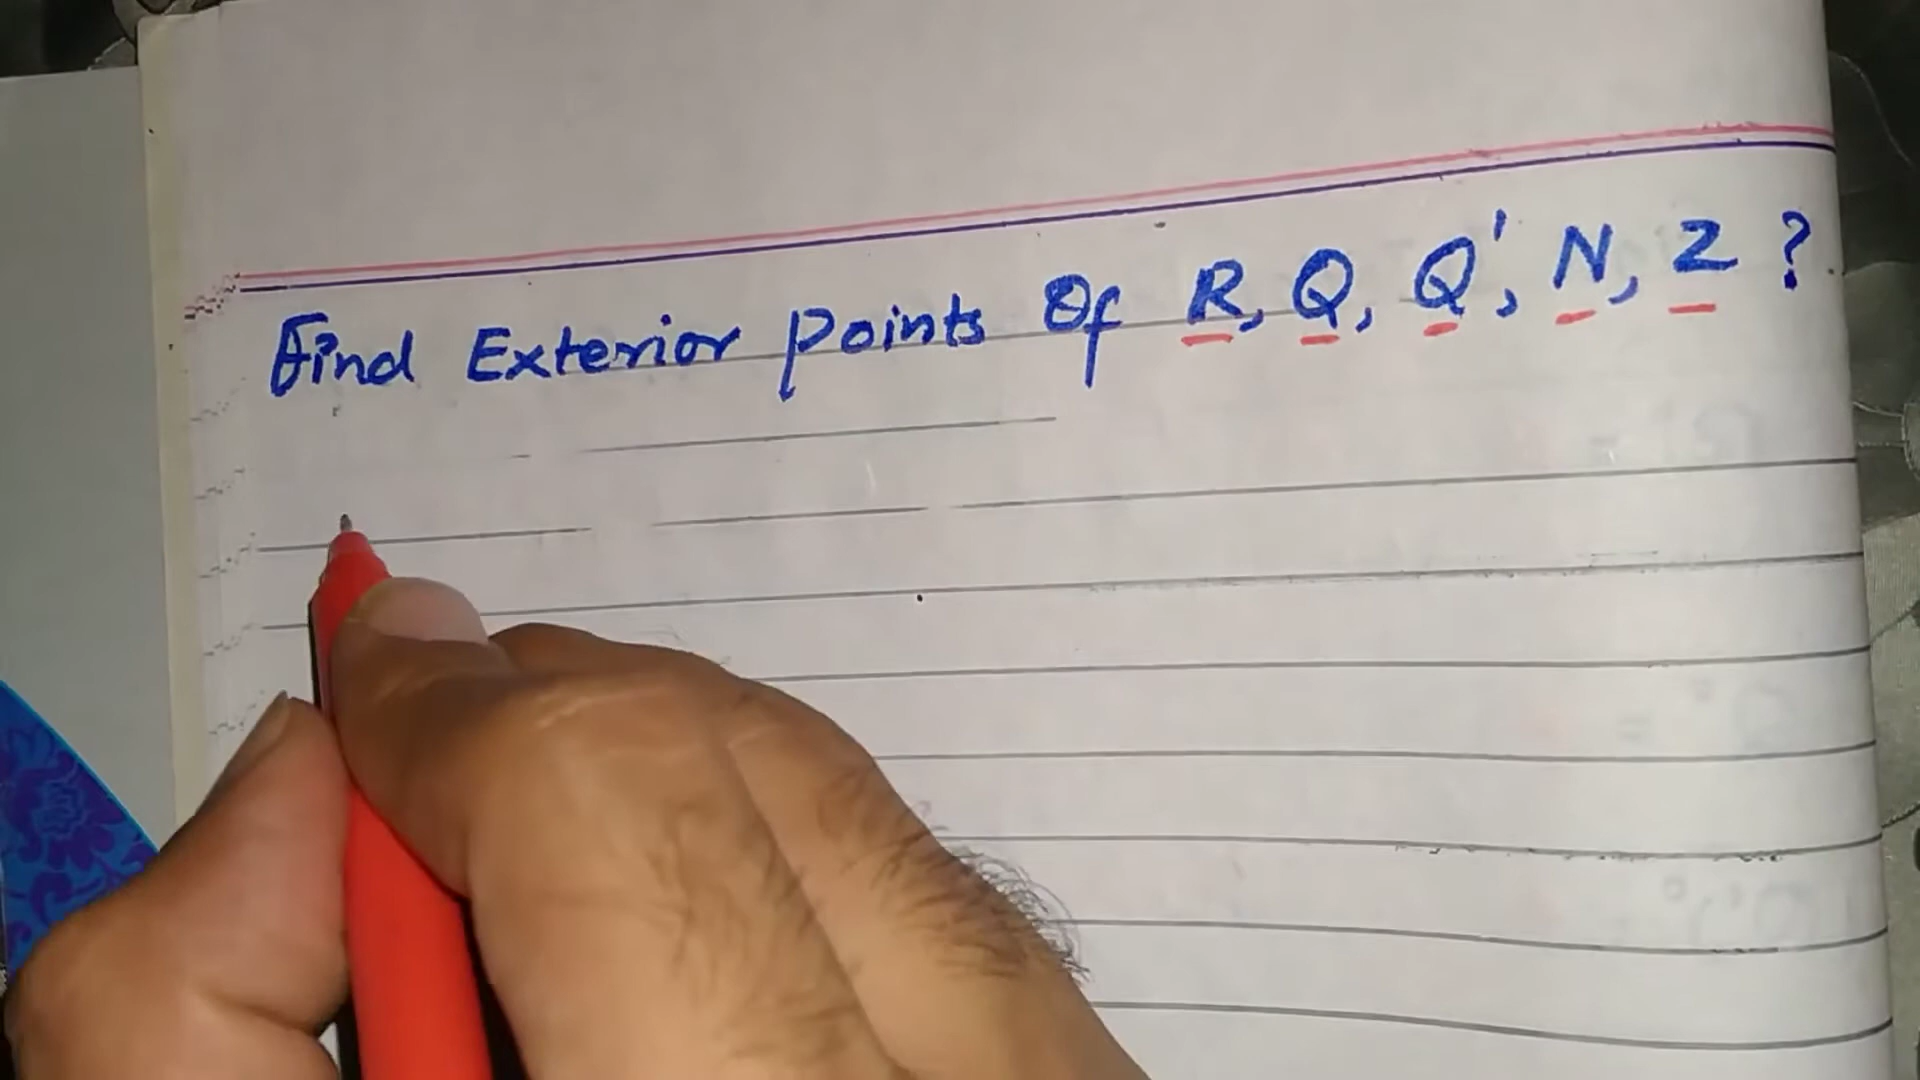 Find Exterior points Of R, Q, Q', N, Z ?